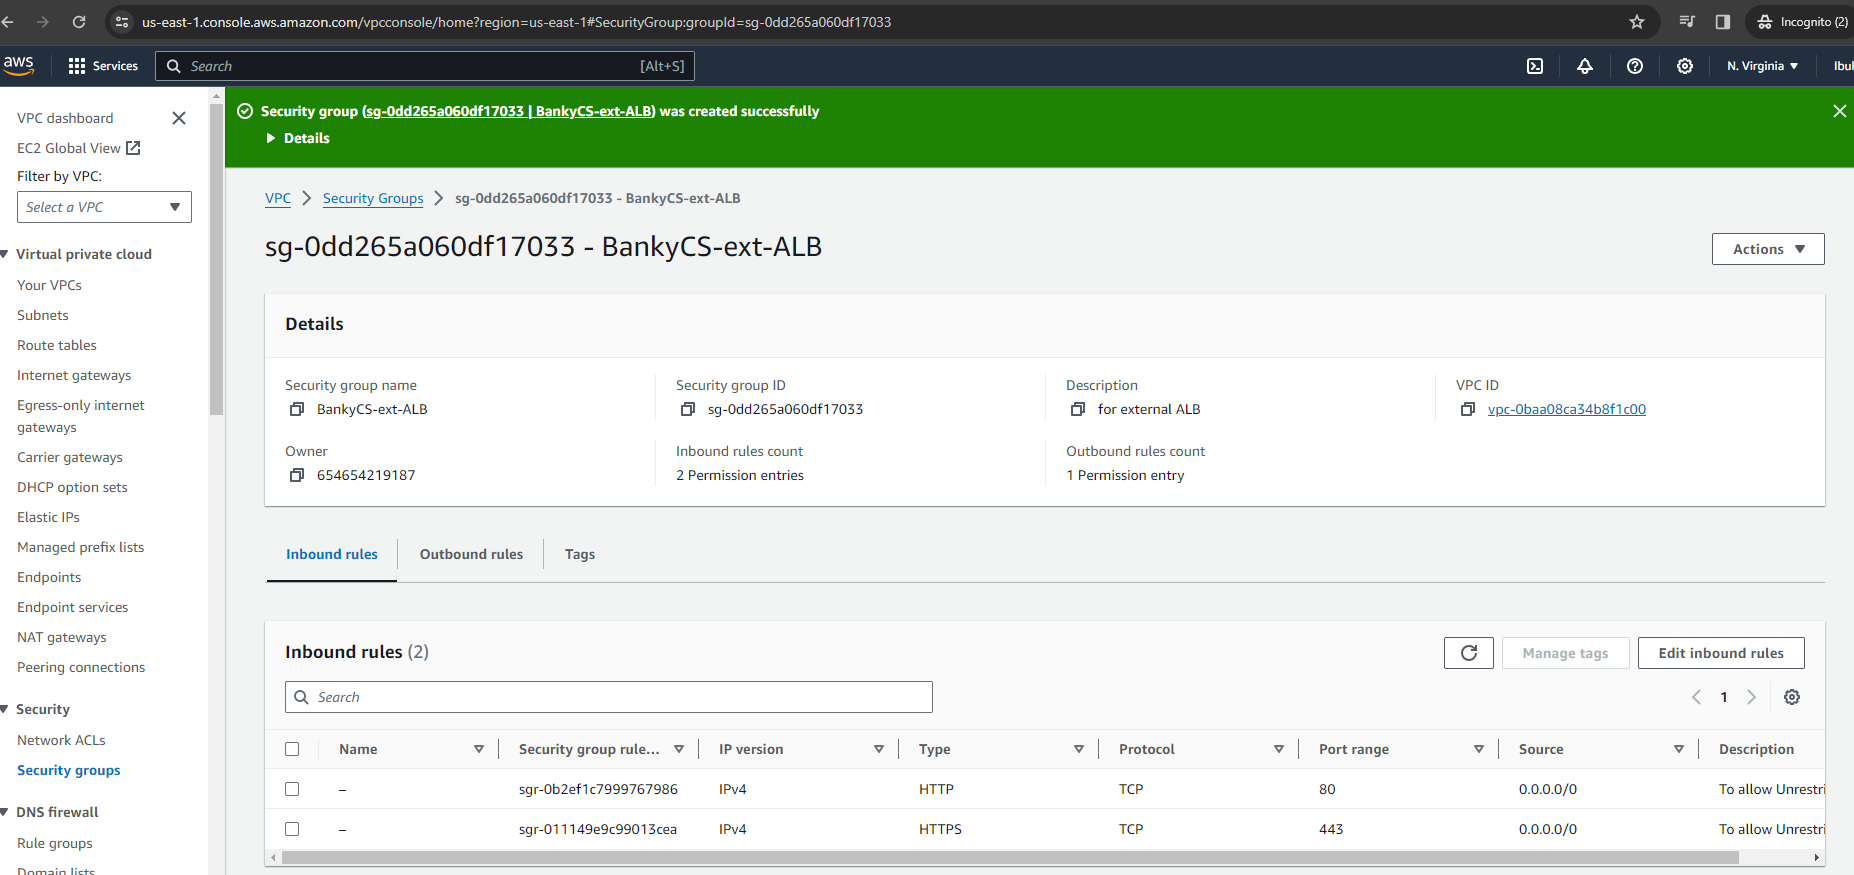 us-east-1.console.aws.amazon.com/vpcconsole/home?region=us-east-1#SecurityGroup:groupId=sg-0dd265a060df17033
Incognito (2)
aws
Services
Search
[Alt+S]
N. Virginia
Ibul
VPC dashboard
EC2 Global View
Filter by VPC:
Select a VPC
Virtual private cloud
Your VPCs
Subnets
Route tables
Internet gateways
Egress-only internet
gateways
Carrier gateways
DHCP option sets
Elastic IPs
Managed prefix lists
Endpoints
Endpoint services
NAT gateways
Peering connections
Security
Network ACLs
Security groups
DNS firewall
Rule groups
Domain lists
Security group (sg-0dd265a060df17033 | BankyCS-ext-ALB) was created successfully
Details
VPC
Security Groups
sg-0dd265a060df17033 - BankyCS-ext-ALB
sg-0dd265a060df17033 - BankyCS-ext-ALB
Actions
Details
Security group name
BankyCS-ext-ALB
Security group ID
sg-0dd265a060df17033
Description
for external ALB
VPC ID
vpc-0baa08ca34b8f1c00
Owner
654654219187
Inbound rules count
2 Permission entries
Outbound rules count
1 Permission entry
Inbound rules
Outbound rules
Tags
Inbound rules (2)
Manage tags
Edit inbound rules
Search
1
Name Security group rule... IP version Type Protocol Port range Source Description
– sgr-0b2ef1c7999767986 IPv4 HTTP TCP 80 0.0.0.0/0 To allow Unrestri
– sgr-011149e9c99013cea IPv4 HTTPS TCP 443 0.0.0.0/0 To allow Unrestri